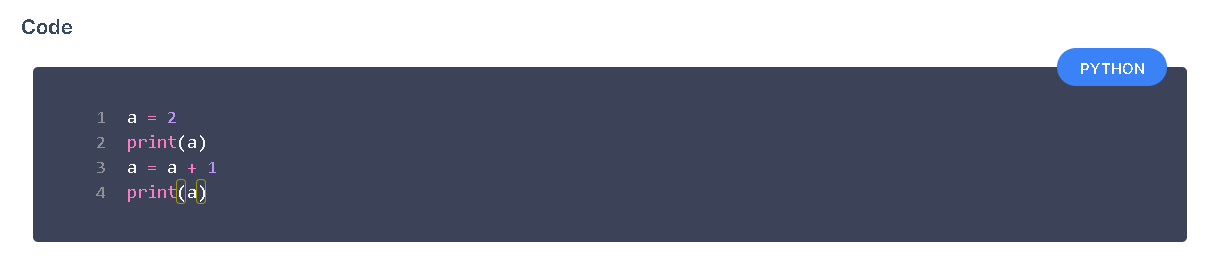 Code
PYTHON
1 a = 2
2 print(a)
3 a = a + 1
4 print(a)